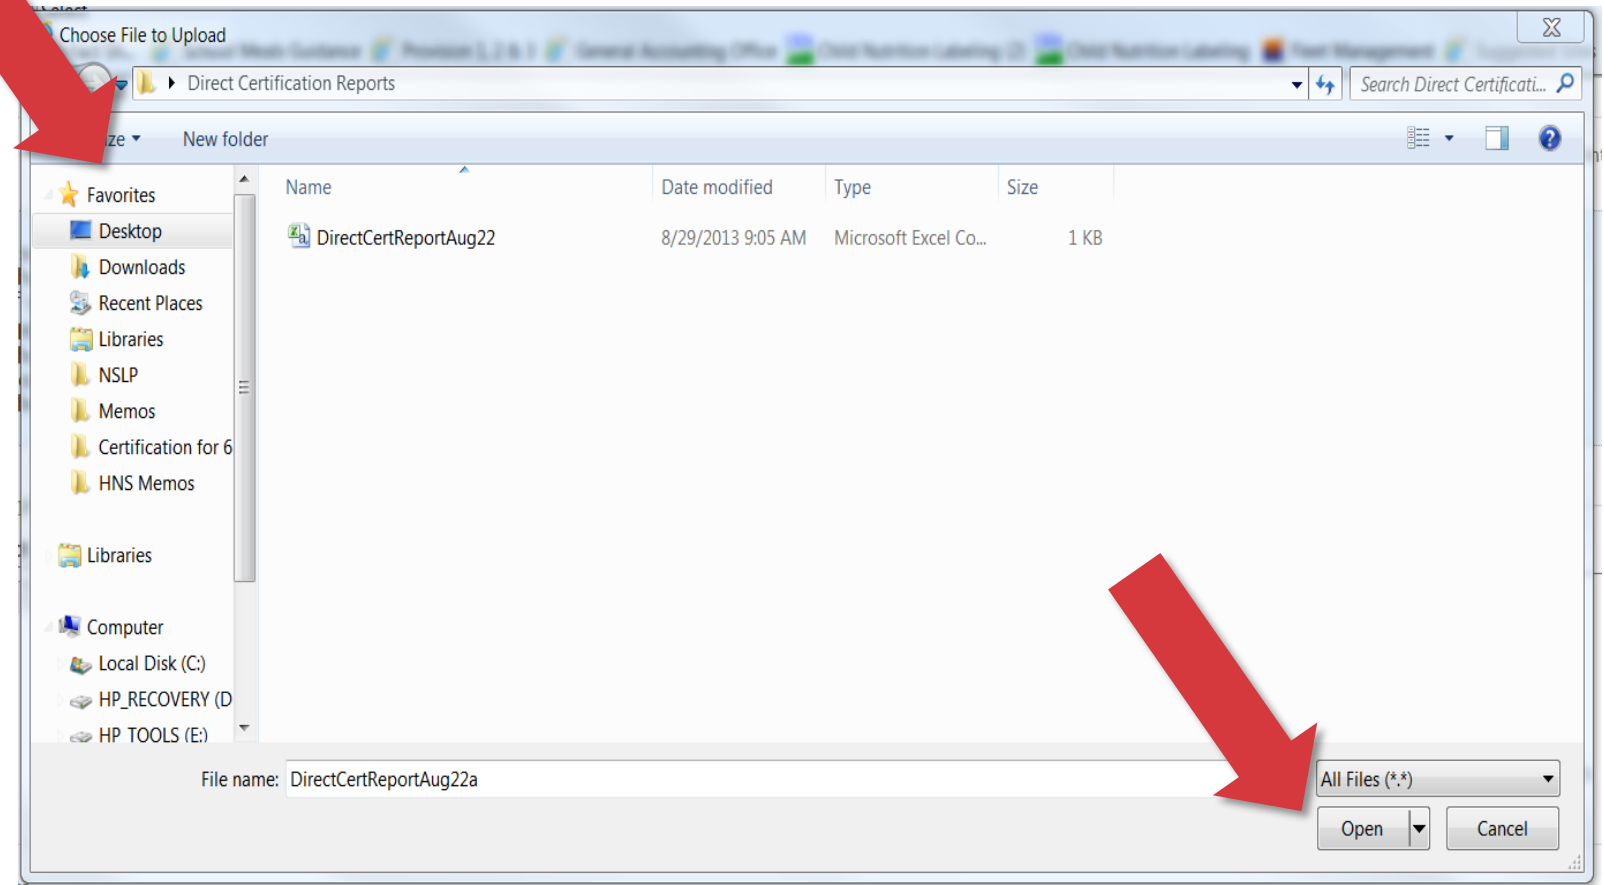 Choose File to Upload
Direct Certification Reports
Search Direct Certificati...
New folder
Favorites
Name
Date modified
Type
Size
Desktop
DirectCertReportAug22
8/29/2013 9:05 AM
Microsoft Excel Co...
1 KB
Downloads
Recent Places
Libraries
NSLP
Memos
Certification for 6
HNS Memos
Libraries
Computer
Local Disk (C:)
HP_RECOVERY (D
HP_TOOLS (E:)
File name: DirectCertReportAug22a
All Files (*.*)
Open
Cancel